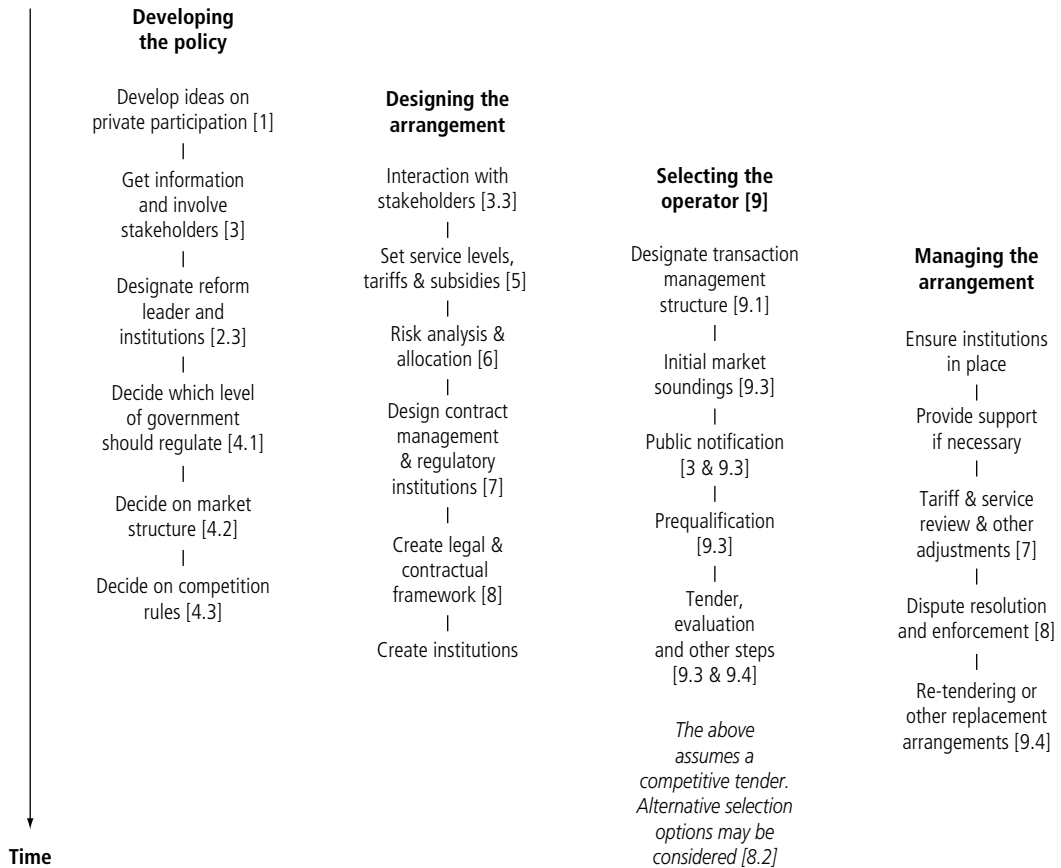 Developing
the policy
Develop ideas on
private participation [1]
Get information
and involve
stakeholders [3]
Designate reform
leader and
institutions [2.3]
Decide which level
of government
should regulate [4.1]
Decide on market
structure [4.2]
Decide on competition
rules [4.3]
Designing the
arrangement
Interaction with
stakeholders [3.3]
Set service levels,
tariffs & subsidies [5]
Risk analysis &
allocation [6]
Design contract
management
& regulatory
institutions [7]
Create legal &
contractual
framework [8]
Create institutions
Selecting the
operator [9]
Designate transaction
management
structure [9.1]
Initial market
soundings [9.3]
Public notification
[3 & 9.3]
Prequalification
[9.3]
Tender,
evaluation
and other steps
[9.3 & 9.4]
The above
assumes a
competitive tender.
Alternative selection
options may be
considered [8.2]
Managing the
arrangement
Ensure institutions
in place
Provide support
if necessary
Tariff & service
review & other
adjustments [7]
Dispute resolution
and enforcement [8]
Re-tendering or
other replacement
arrangements [9.4]
Time